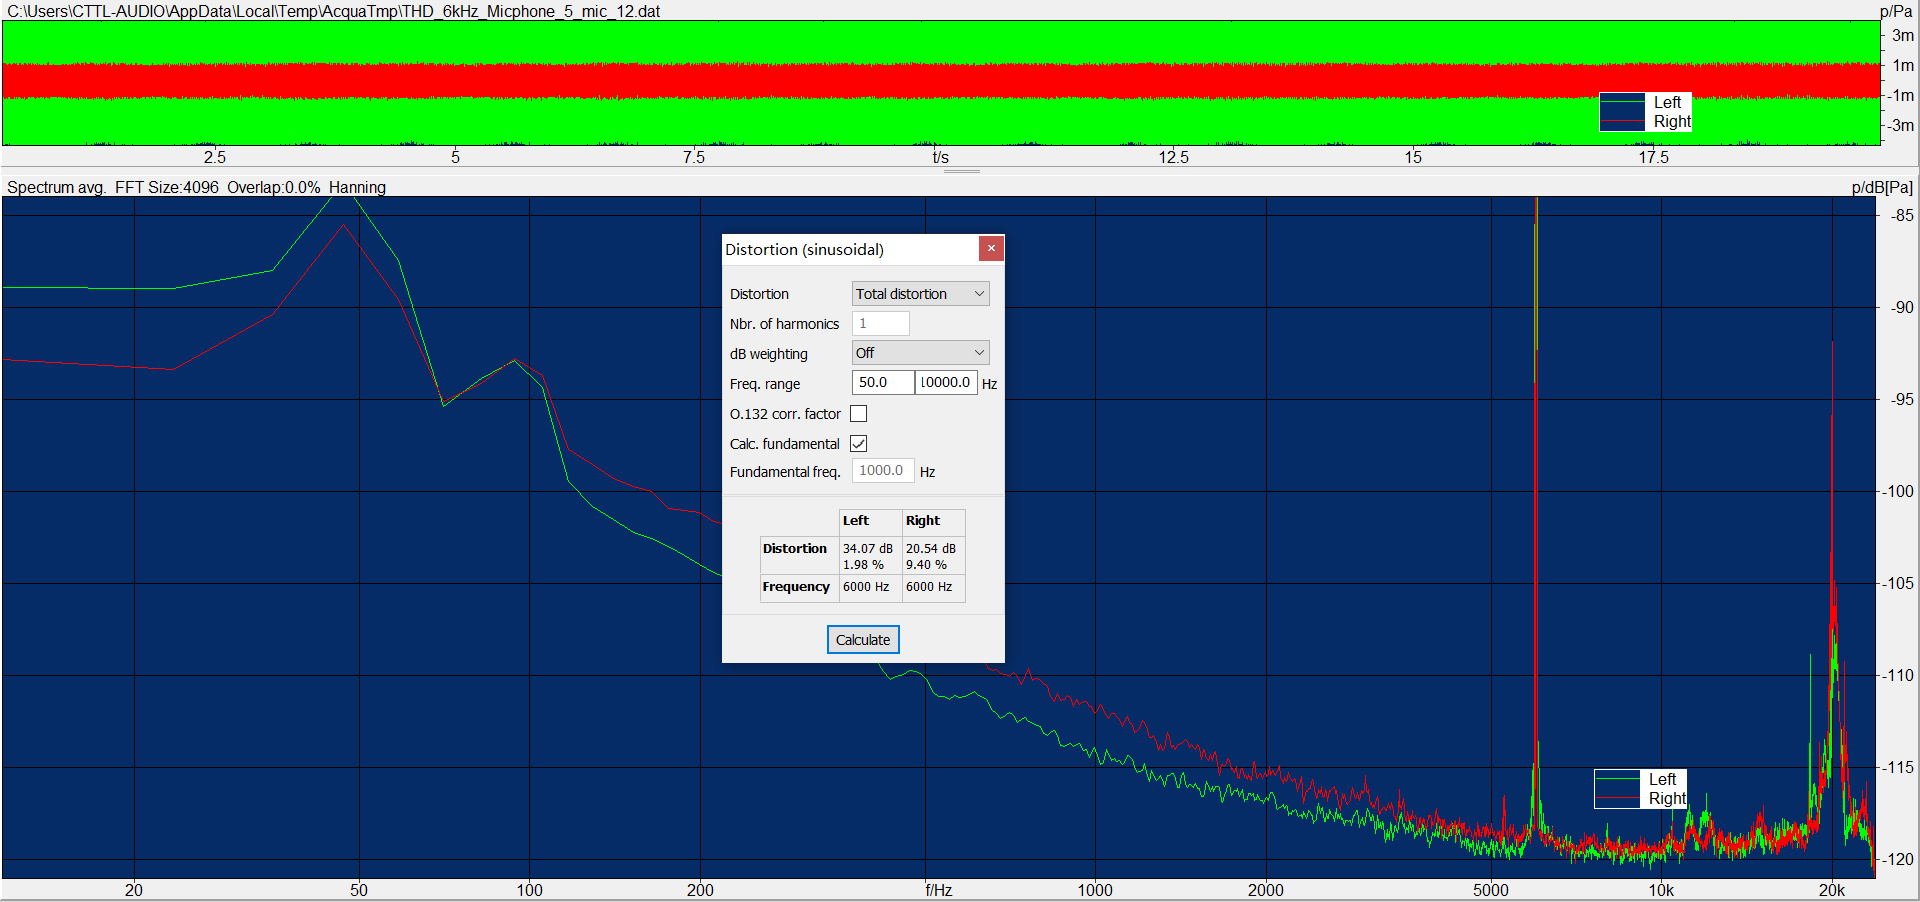 C:\Users\CTTL-AUDIO\AppData\Local\Temp\AcquaTmp\THD_6kHz_Micphone_5_mic_12.dat
p/Pa
3m
1m
-1m
-3m
Left
Right
2.5 5 7.5 t/s 12.5 15 17.5
Spectrum avg. FFT Size:4096 Overlap:0.0% Hanning
p/dB[Pa]
-85
-90
-95
-100
-105
-110
-115
-120
Distortion (sinusoidal)
Distortion Total distortion
Nbr. of harmonics 1
dB weighting Off
Freq. range 50.0 10000.0 Hz
O.132 corr. factor
Calc. fundamental
Fundamental freq. 1000.0 Hz
Left Right
Distortion 34.07 dB 20.54 dB
1.98 % 9.40 %
Frequency 6000 Hz 6000 Hz
Calculate
Left
Right
20 50 100 200 f/Hz 1000 2000 5000 10k 20k